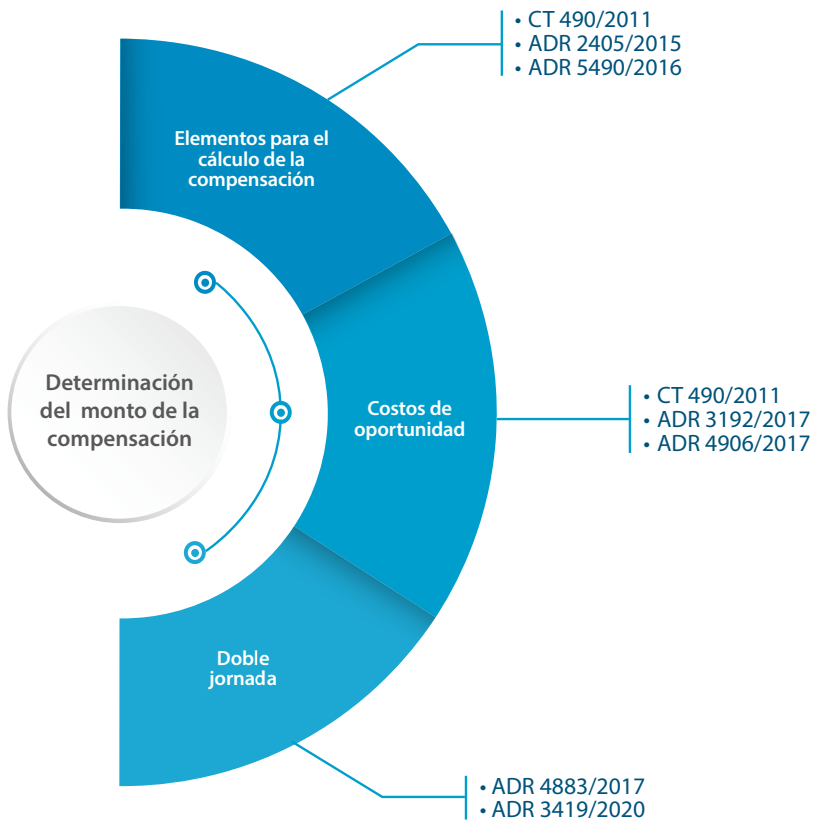 • CT 490/2011
• ADR 2405/2015
• ADR 5490/2016
Elementos para el
cálculo de la
compensación
Determinación
del monto de la
compensación
Costos de
oportunidad
• CT 490/2011
• ADR 3192/2017
• ADR 4906/2017
Doble
jornada
• ADR 4883/2017
• ADR 3419/2020